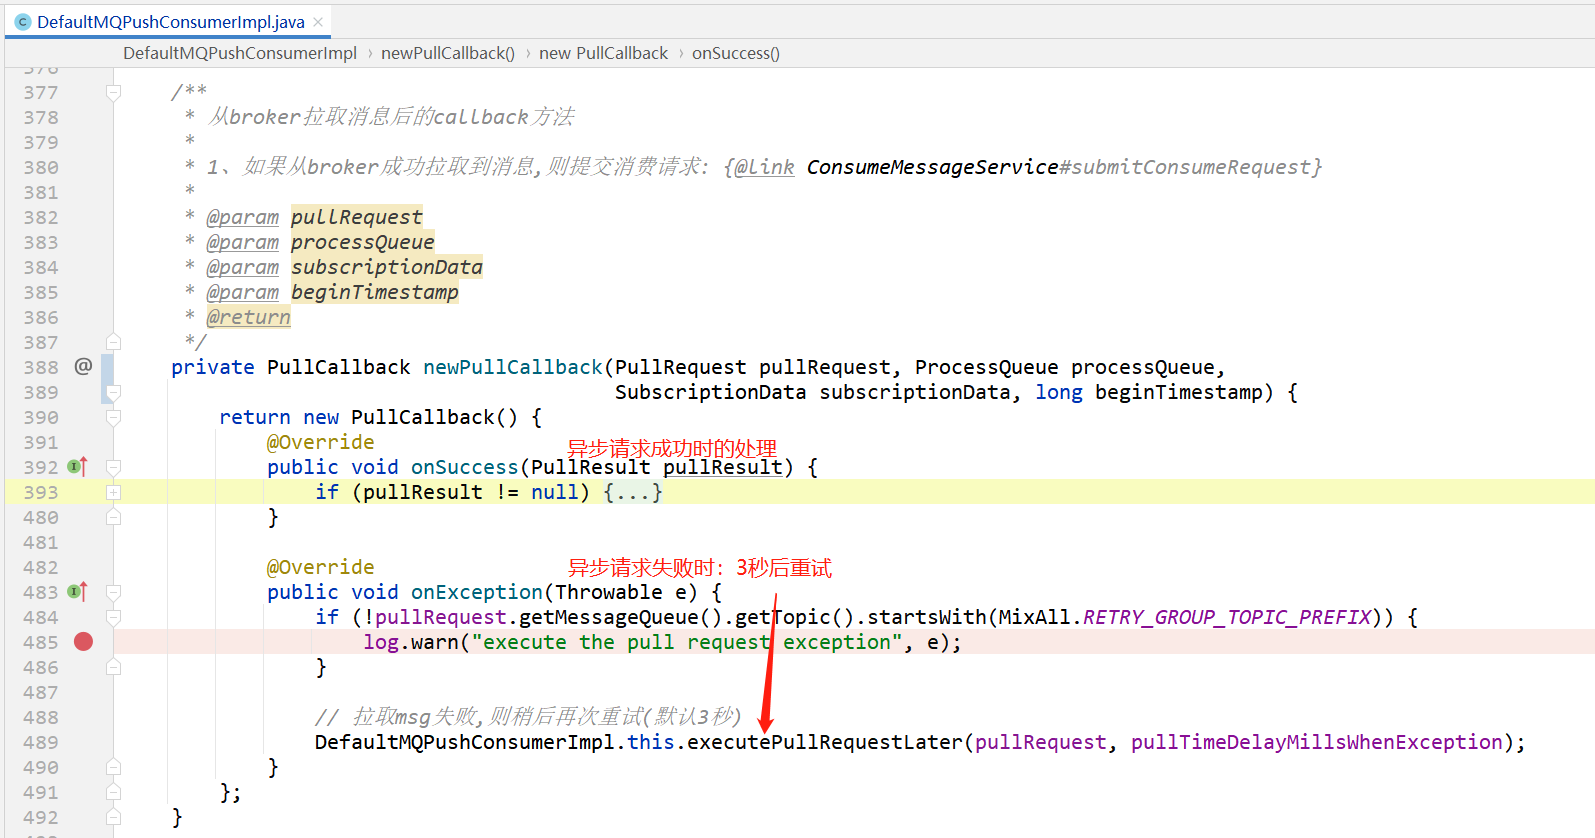 DefaultMQPushConsumerImpl.java
DefaultMQPushConsumerImpl › newPullCallback() › new PullCallback › onSuccess()
376
377 /**
378 * 从broker拉取消息后的callback方法
379 *
380 * 1、如果从broker成功拉取到消息,则提交消费请求: {@link ConsumeMessageService#submitConsumeRequest}
381 *
382 * @param pullRequest
383 * @param processQueue
384 * @param subscriptionData
385 * @param beginTimestamp
386 * @return
387 */
388 @ private PullCallback newPullCallback(PullRequest pullRequest, ProcessQueue processQueue,
389 SubscriptionData subscriptionData, long beginTimestamp) {
390 return new PullCallback() {
391 @Override
异步请求成功时的处理
392 public void onSuccess(PullResult pullResult) {
393 if (pullResult != null) {...}
480 }
481
482 @Override
异步请求失败时：3秒后重试
483 public void onException(Throwable e) {
484 if (!pullRequest.getMessageQueue().getTopic().startsWith(MixAll.RETRY_GROUP_TOPIC_PREFIX)) {
485 log.warn("execute the pull request exception", e);
486 }
487
488 // 拉取msg失败,则稍后再次重试(默认3秒)
489 DefaultMQPushConsumerImpl.this.executePullRequestLater(pullRequest, pullTimeDelayMillsWhenException);
490 }
491 };
492 }